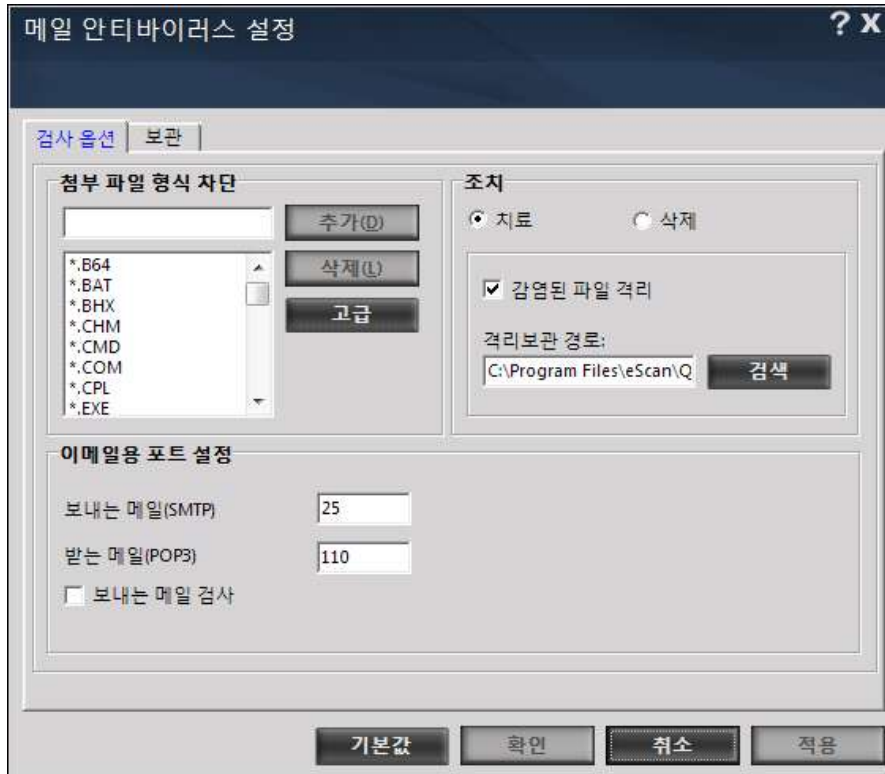 메일 안티바이러스 설정
? X
검사 옵션
보관
첨부 파일 형식 차단
추가(D)
*.B64
*.BAT
*.BHX
*.CHM
*.CMD
*.COM
*.CPL
*.EXE
삭제(L)
고급
조치
치료
삭제
감염된 파일 격리
격리보관 경로:
C:\Program Files\eScan\Q
검색
이메일용 포트 설정
보내는 메일(SMTP)
25
받는 메일(POP3)
110
보내는 메일 검사
기본값
확인
취소
적용